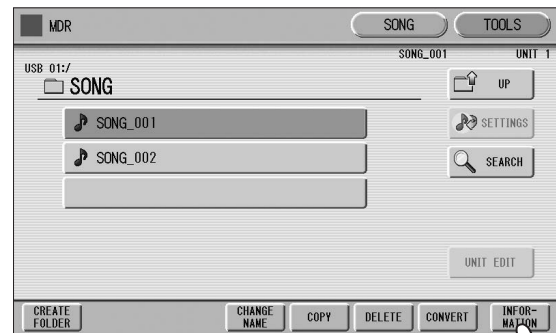 MDR
SONG
TOOLS
SONG_001
UNIT 1
USB 01:/
SONG
UP
SONG_001
SETTINGS
SONG_002
SEARCH
UNIT EDIT
CREATE
FOLDER
CHANGE
NAME
COPY
DELETE
CONVERT
INFOR-
MATION